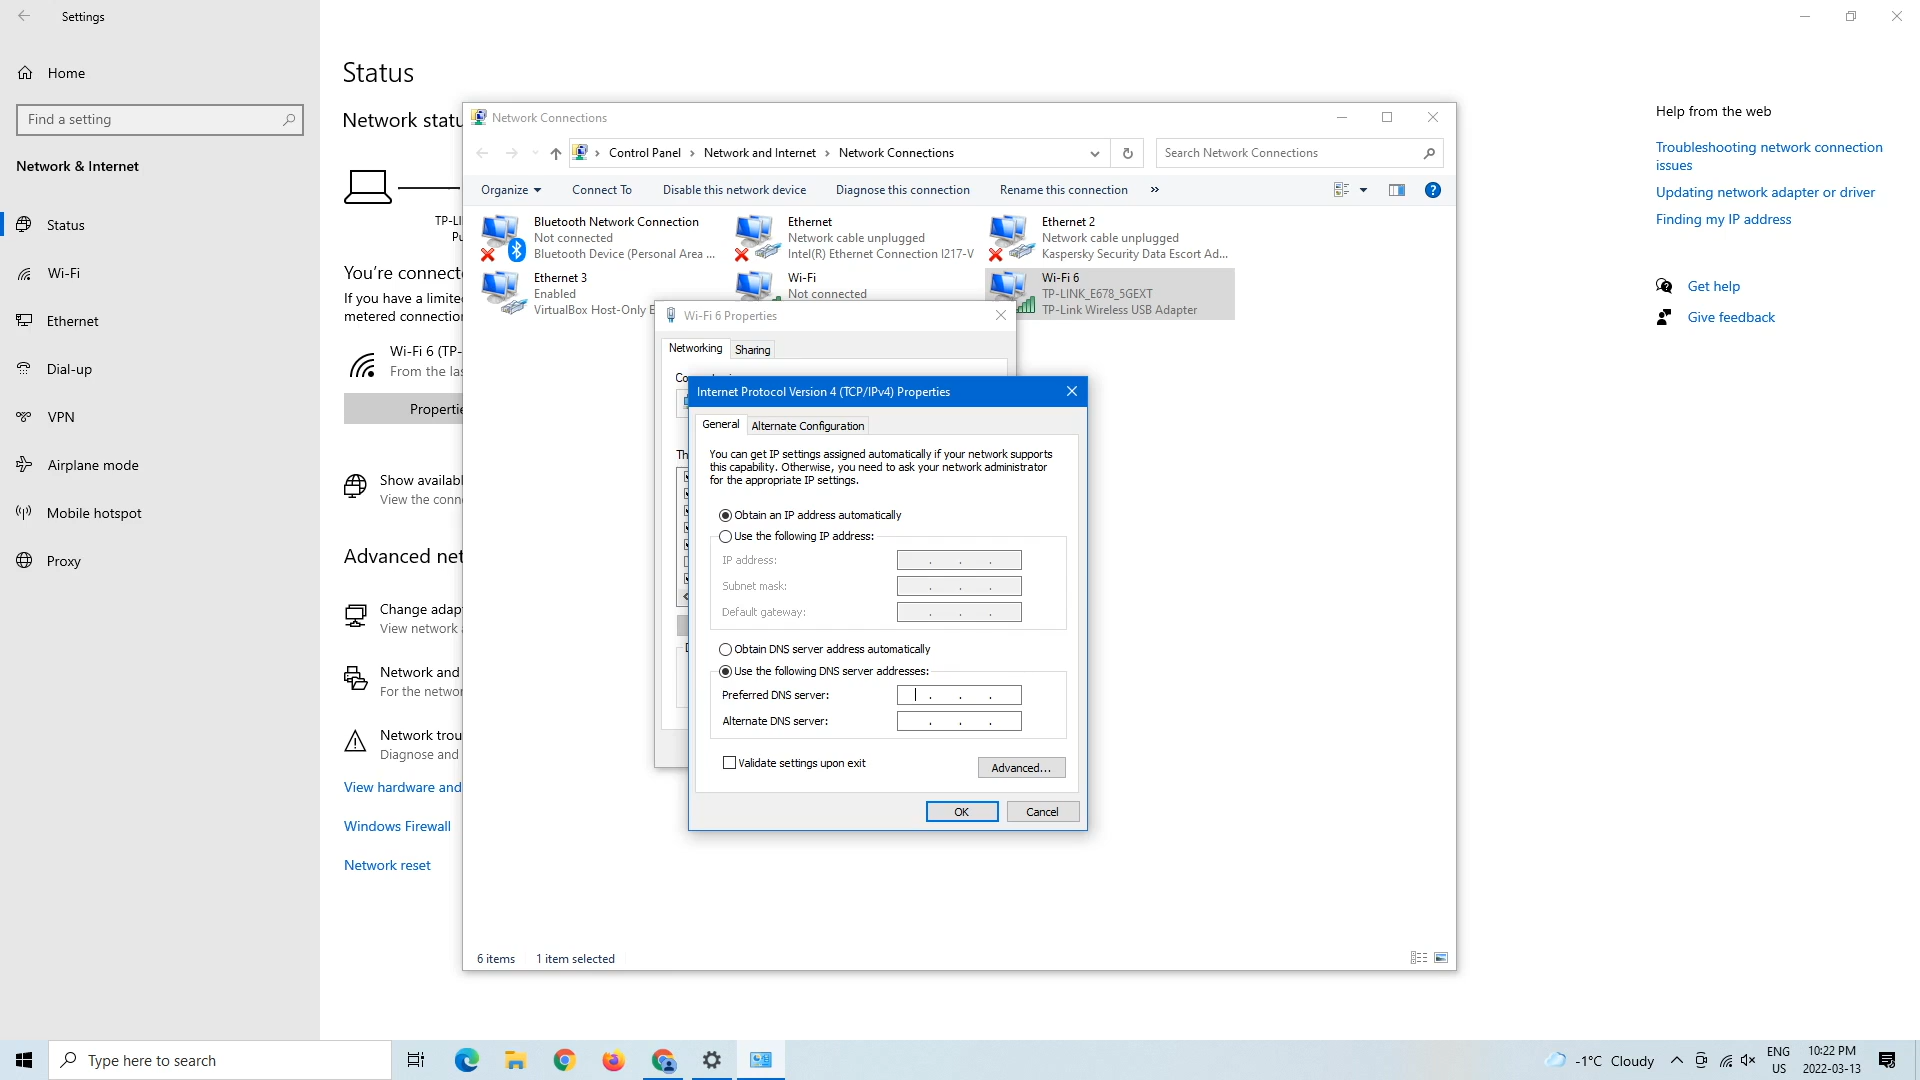 Settings
Home
Find a setting
Network & Internet
Status
Wi-Fi
Ethernet
Dial-up
VPN
Airplane mode
Mobile hotspot
Proxy
Status
Network statu
TP-LI
Pu
You're connect
If you have a limite
metered connection
Wi-Fi 6 (TP-
From the las
Propertie
Show availabl
View the conn
Advanced net
Change adap
View network a
Network and
For the networ
Network trou
Diagnose and
View hardware and
Windows Firewall
Network reset
Network Connections
Control Panel
Network and Internet
Network Connections
Search Network Connections
Organize
Connect To
Disable this network device
Diagnose this connection
Rename this connection
»
Bluetooth Network Connection
Not connected
Bluetooth Device (Personal Area ...
Ethernet
Network cable unplugged
Intel(R) Ethernet Connection I217-V
Ethernet 2
Network cable unplugged
Kaspersky Security Data Escort Ad...
Ethernet 3
Enabled
VirtualBox Host-Only E
Wi-Fi
Not connected
Wi-Fi 6
TP-LINK_E678_5GEXT
TP-Link Wireless USB Adapter
Wi-Fi 6 Properties
Networking
Sharing
Th
Internet Protocol Version 4 (TCP/IPv4) Properties
General
Alternate Configuration
You can get IP settings assigned automatically if your network supports
this capability. Otherwise, you need to ask your network administrator
for the appropriate IP settings.
Obtain an IP address automatically
Use the following IP address:
IP address:
. . .
Subnet mask:
. . .
Default gateway:
. . .
Obtain DNS server address automatically
Use the following DNS server addresses:
Preferred DNS server:
. . .
Alternate DNS server:
. . .
Validate settings upon exit
Advanced...
OK
Cancel
6 items
1 item selected
Help from the web
Troubleshooting network connection
issues
Updating network adapter or driver
Finding my IP address
Get help
Give feedback
Type here to search
-1°C Cloudy
ENG
US
10:22 PM
2022-03-13